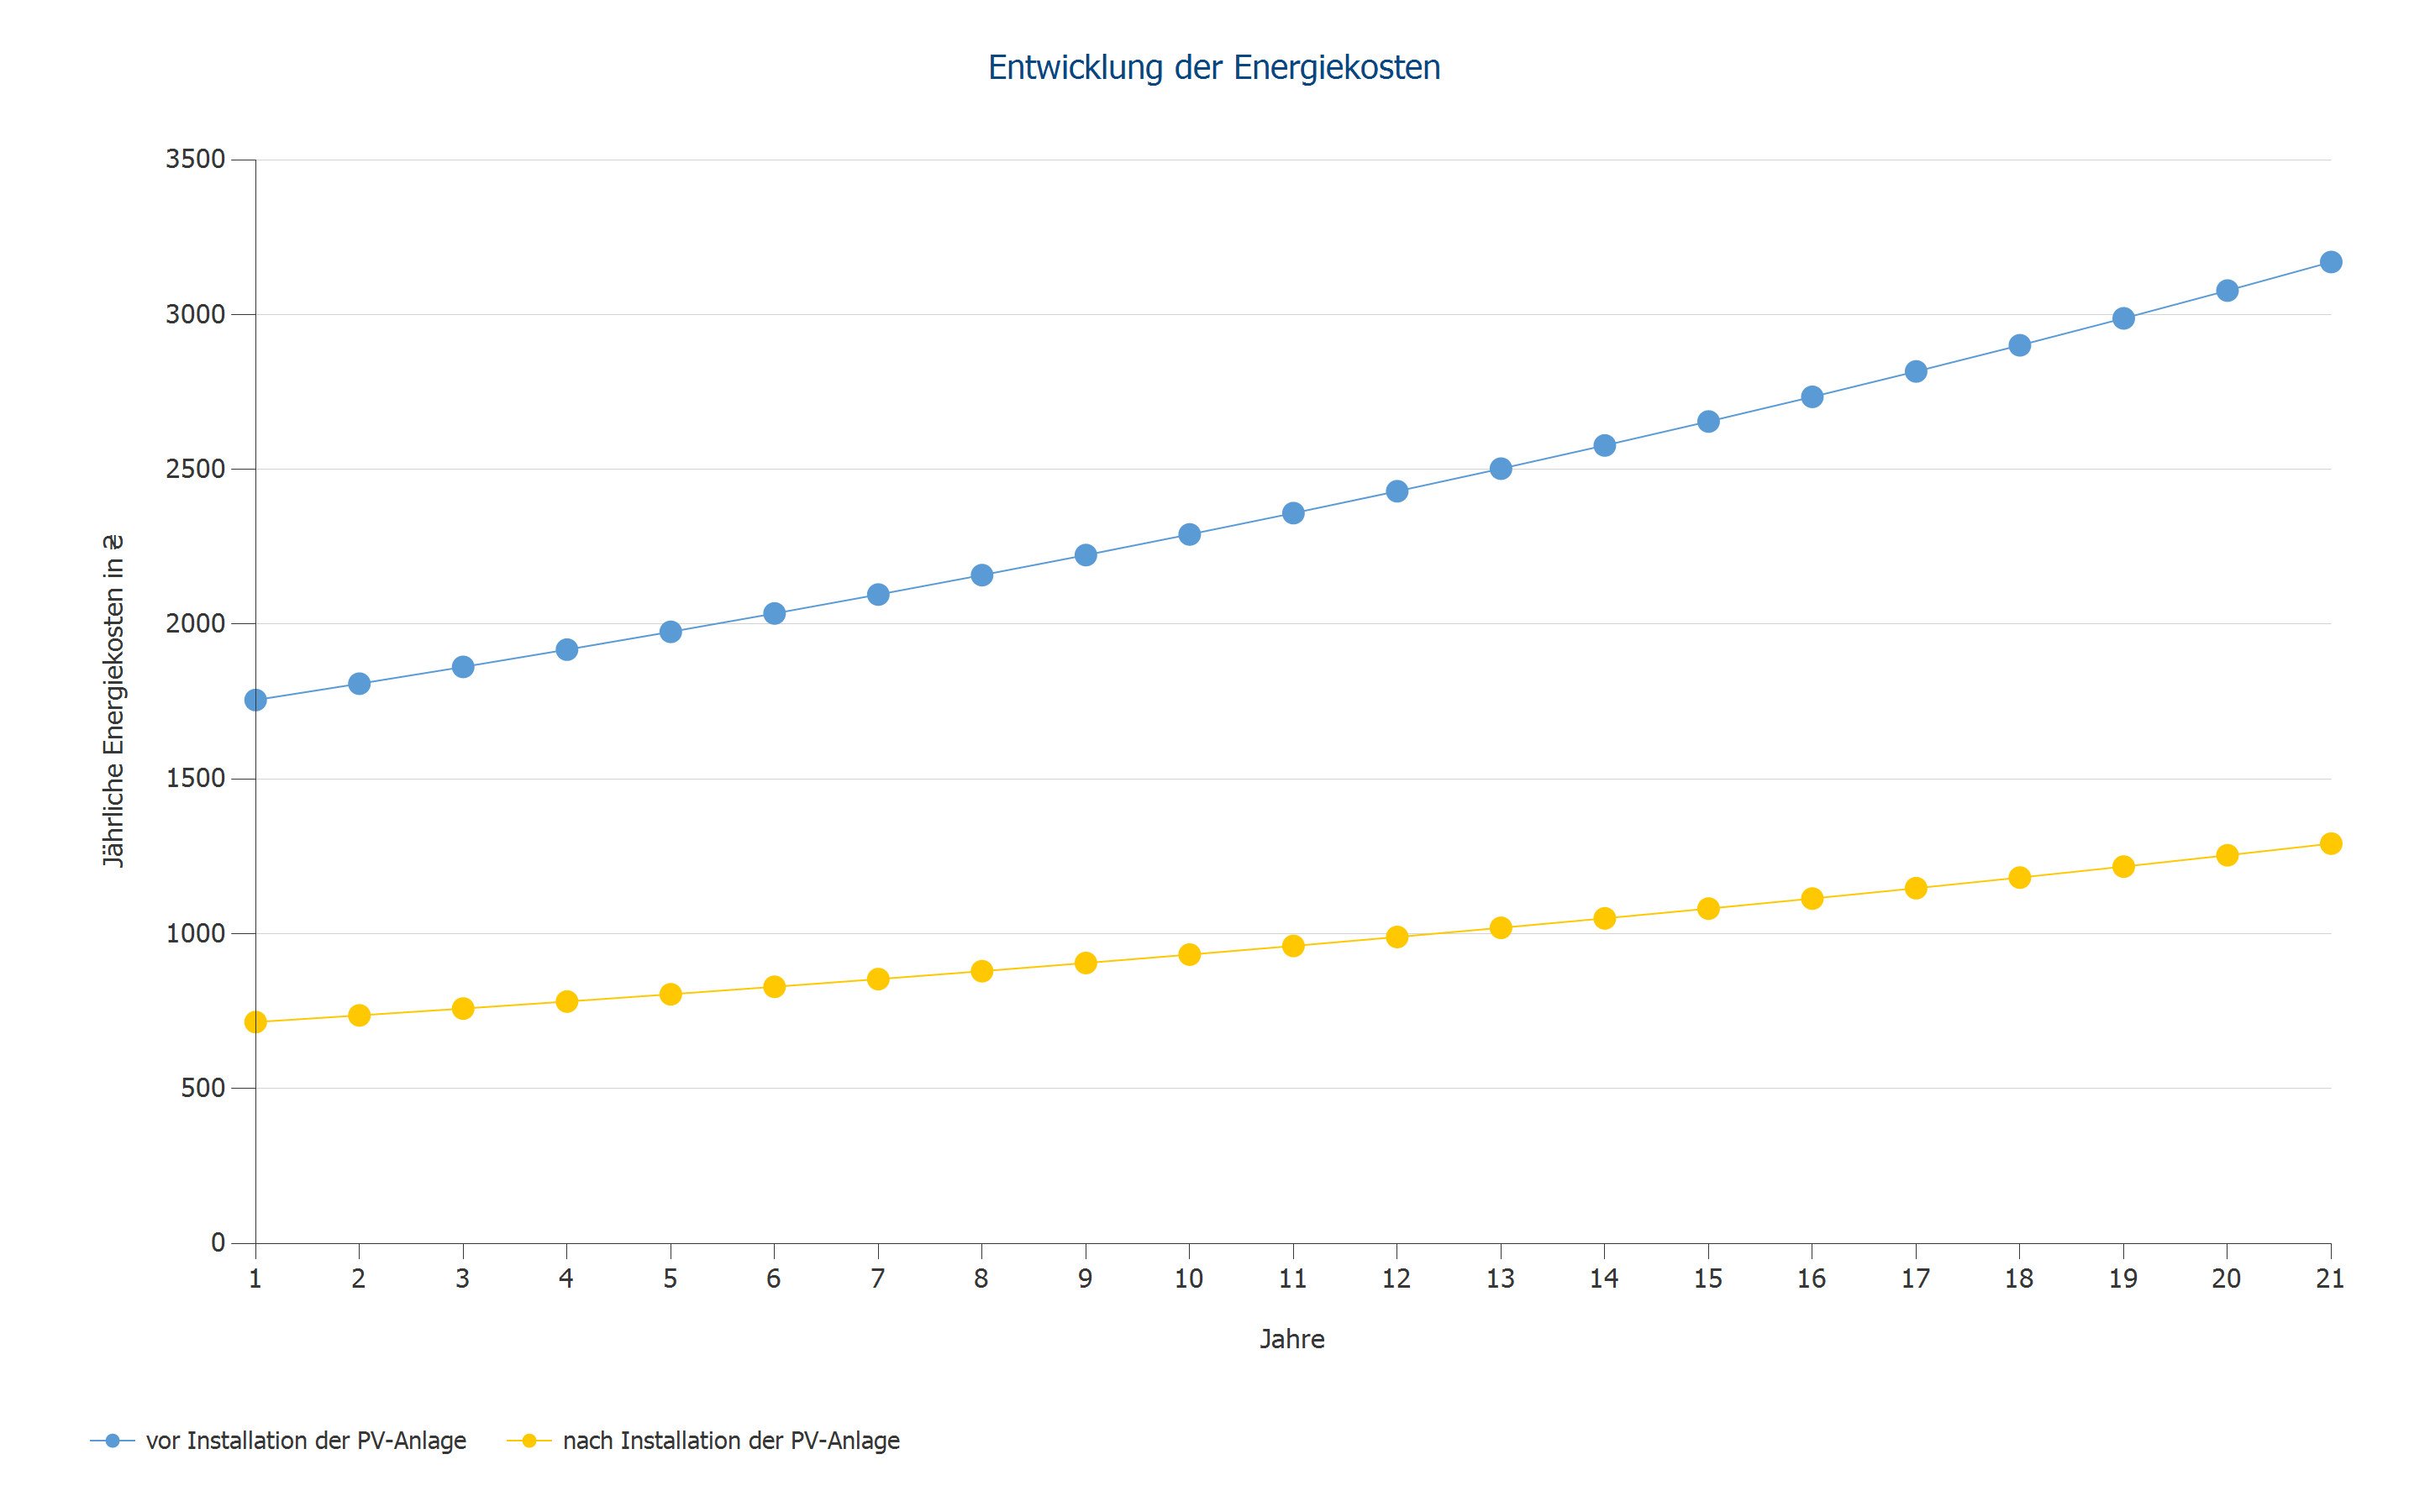 Entwicklung der Energiekosten
3500
3000
2500
2000
1500
1000
500
0
Jährliche Energiekosten in ₴
1 2 3 4 5 6 7 8 9 10 11 12 13 14 15 16 17 18 19 20 21
Jahre
vor Installation der PV-Anlage nach Installation der PV-Anlage